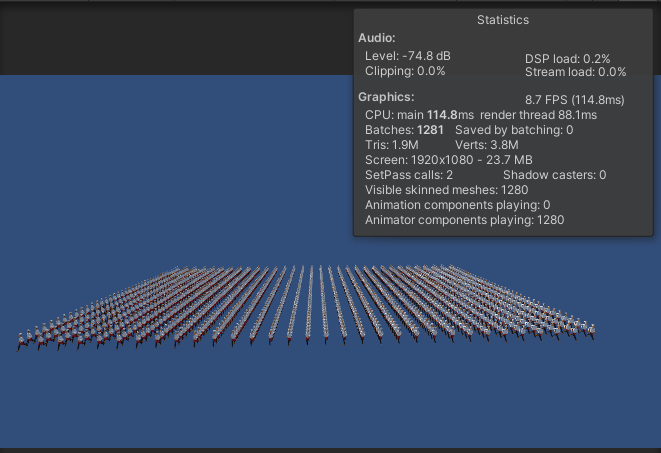 Statistics
Audio:
Level: -74.8 dB DSP load: 0.2%
Clipping: 0.0% Stream load: 0.0%
Graphics: 8.7 FPS (114.8ms)
CPU: main 114.8ms render thread 88.1ms
Batches: 1281 Saved by batching: 0
Tris: 1.9M Verts: 3.8M
Screen: 1920x1080 - 23.7 MB
SetPass calls: 2 Shadow casters: 0
Visible skinned meshes: 1280
Animation components playing: 0
Animator components playing: 1280